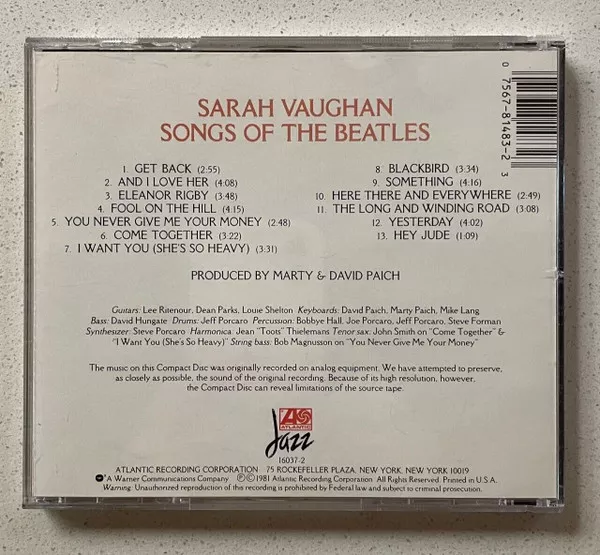 SARAH VAUGHAN
SONGS OF THE BEATLES
1. GET BACK (2:55)
2. AND I LOVE HER (4:08)
3. ELEANOR RIGBY (3:48)
4. FOOL ON THE HILL (4:15)
5. YOU NEVER GIVE ME YOUR MONEY (2:48)
6. COME TOGETHER (3:22)
7. I WANT YOU (SHE'S SO HEAVY) (3:31)
8. BLACKBIRD (3:34)
9. SOMETHING (4:16)
10. HERE THERE AND EVERYWHERE (2:49)
11. THE LONG AND WINDING ROAD (3:08)
12. YESTERDAY (4:02)
13. HEY JUDE (1:09)
0 7567-81483-2 3
PRODUCED BY MARTY & DAVID PAICH
Guitars: Lee Ritenour, Dean Parks, Louie Shelton Keyboards: David Paich, Marty Paich, Mike Lang
Bass: David Hungate Drums: Jeff Porcaro Percussion: Bobbye Hall, Joe Porcaro, Jeff Porcaro, Steve Forman
Syntheiszer: Steve Porcaro Harmonica: Jean "Toots" Thielemans Tenor sax: John Smith on "Come Together" &
"I Want You (She's So Heavy)" String bass: Bob Magnusson on "You Never Give Me Your Money"
The music on this Compact Disc was originally recorded on analog equipment. We have attempted to preserve,
as closely as possible, the sound of the original recording. Because of its high resolution, however,
the Compact Disc can reveal limitations of the source tape.
ATLANTIC
Jazz
16037-2
ATLANTIC RECORDING CORPORATION 75 ROCKEFELLER PLAZA, NEW YORK, NEW YORK 10019
A Warner Communications Company ℗©1981 Atlantic Recording Corporation. All Rights Reserved. Printed in U.S.A.
Warning: Unauthorized reproduction of this recording is prohibited by Federal law and subject to criminal prosecution.